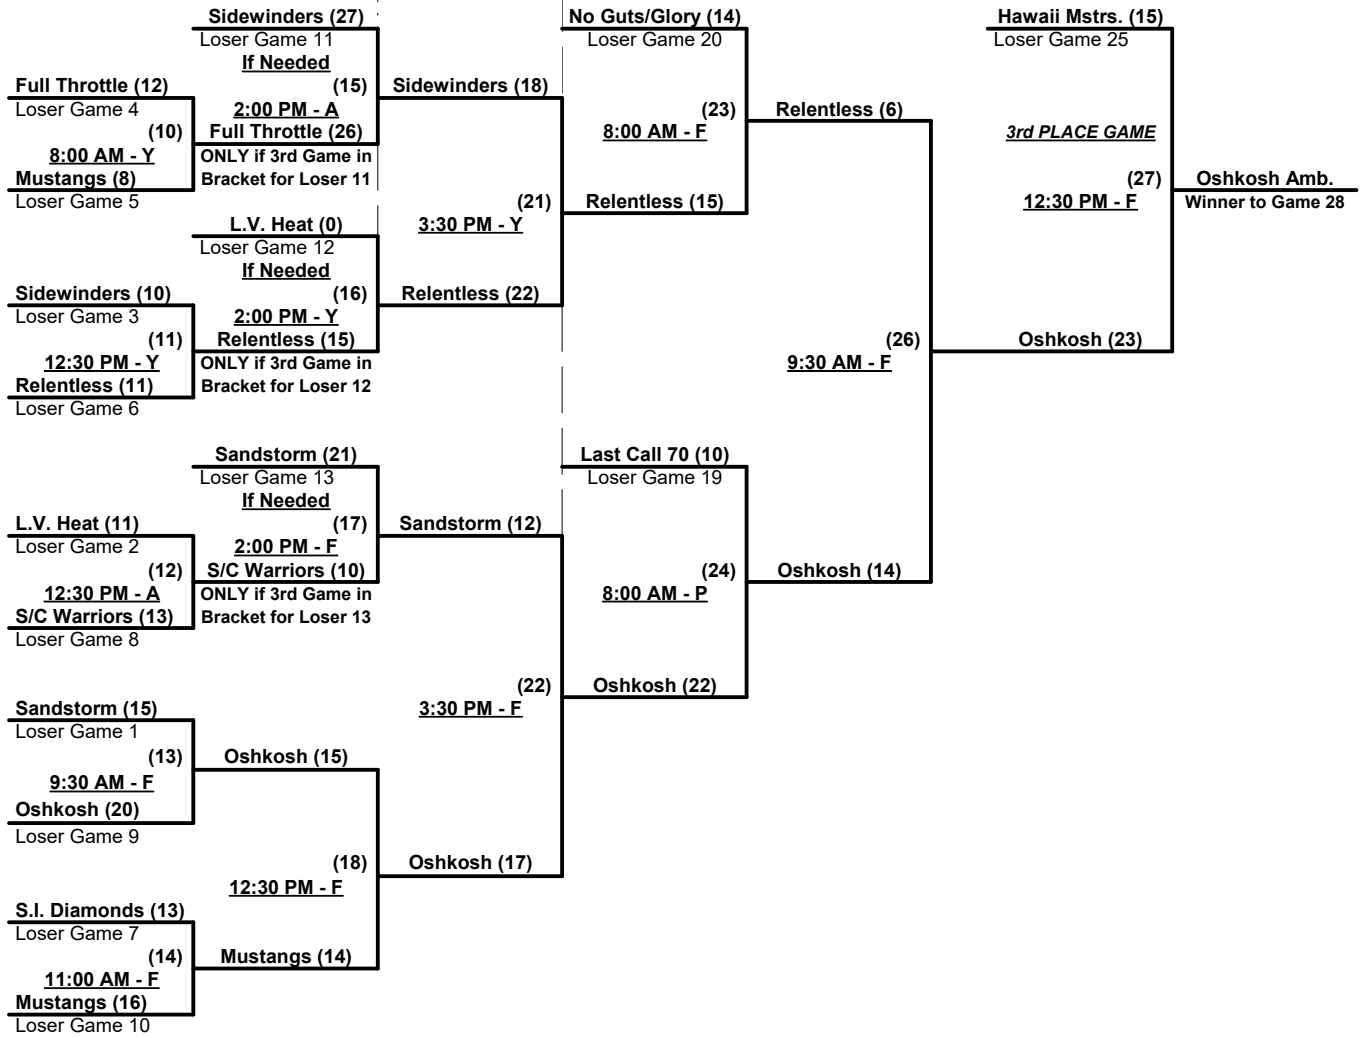 Sidewinders (27)
Loser Game 11
If Needed
(15)
2:00 PM - A
Full Throttle (26)
ONLY if 3rd Game in
Bracket for Loser 11
Full Throttle (12)
Loser Game 4
(10)
8:00 AM - Y
Mustangs (8)
Loser Game 5
L.V. Heat (0)
Loser Game 12
If Needed
(16)
2:00 PM - Y
Relentless (15)
ONLY if 3rd Game in
Bracket for Loser 12
Sidewinders (10)
Loser Game 3
(11)
12:30 PM - Y
Relentless (11)
Loser Game 6
Sandstorm (21)
Loser Game 13
If Needed
(17)
2:00 PM - F
S/C Warriors (10)
ONLY if 3rd Game in
Bracket for Loser 13
L.V. Heat (11)
Loser Game 2
(12)
12:30 PM - A
S/C Warriors (13)
Loser Game 8
Sandstorm (15)
Loser Game 1
(13)
9:30 AM - F
Oshkosh (20)
Loser Game 9
Oshkosh (15)
(18)
12:30 PM - F
Mustangs (14)
S.I. Diamonds (13)
Loser Game 7
(14)
11:00 AM - F
Mustangs (16)
Loser Game 10
Sidewinders (18)
(21)
3:30 PM - Y
Relentless (22)
Sandstorm (12)
(22)
3:30 PM - F
Oshkosh (17)
No Guts/Glory (14)
Loser Game 20
(23)
8:00 AM - F
Relentless (15)
Last Call 70 (10)
Loser Game 19
(24)
8:00 AM - P
Oshkosh (22)
Relentless (6)
(26)
9:30 AM - F
Oshkosh (14)
Hawaii Mstrs. (15)
Loser Game 25
3rd PLACE GAME
(27)
12:30 PM - F
Oshkosh (23)
Oshkosh Amb.
Winner to Game 28